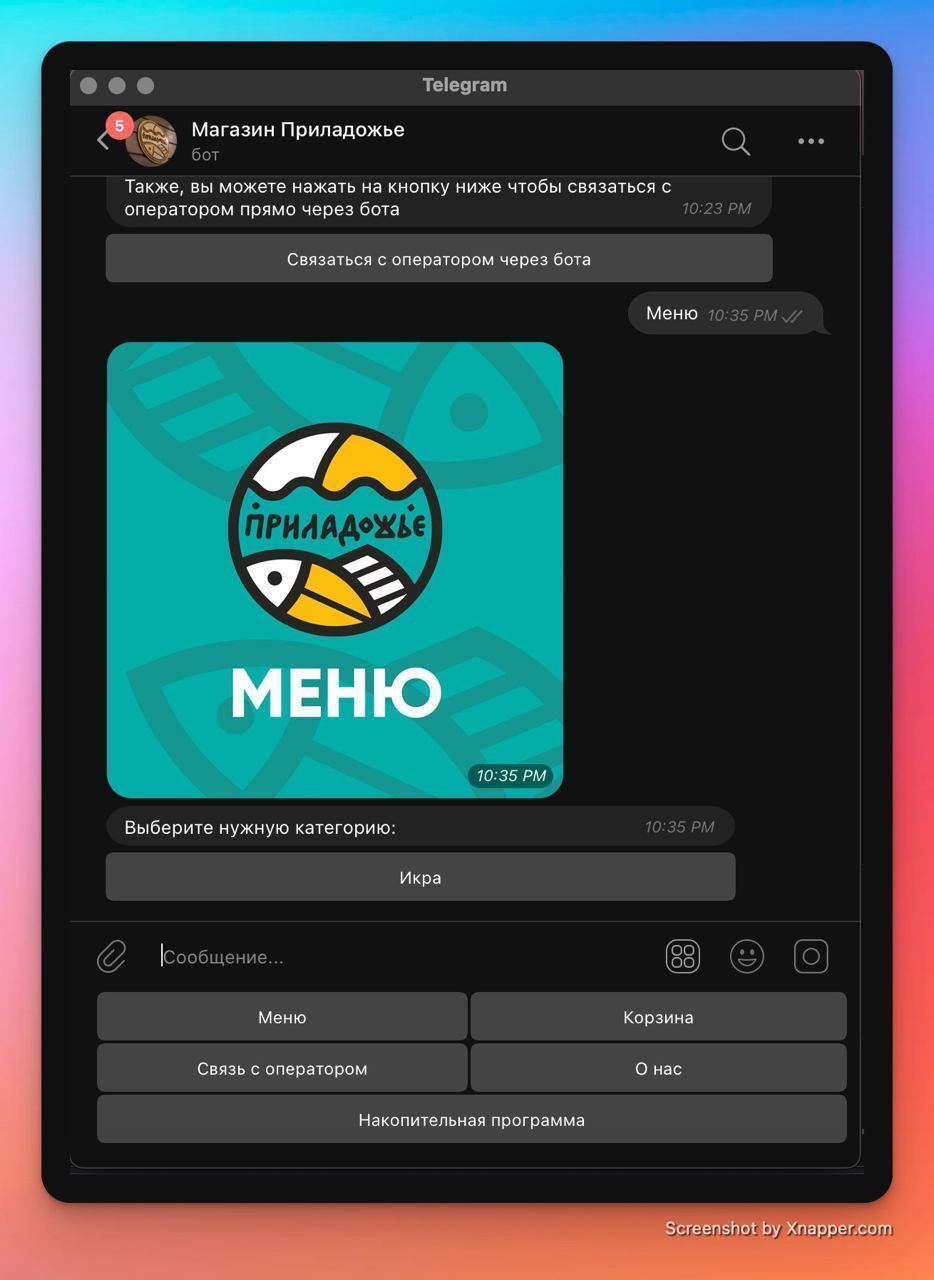 Telegram
5
Магазин Приладожье
бот
Также, вы можете нажать на кнопку ниже чтобы связаться с
оператором прямо через бота
10:23 PM
Связаться с оператором через бота
Меню 10:35 PM
ПРИЛАДОЖЬЕ
МЕНЮ
10:35 PM
Выберите нужную категорию: 10:35 PM
Икра
Сообщение...
Меню Корзина
Связь с оператором О нас
Накопительная программа
Screenshot by Xnapper.com